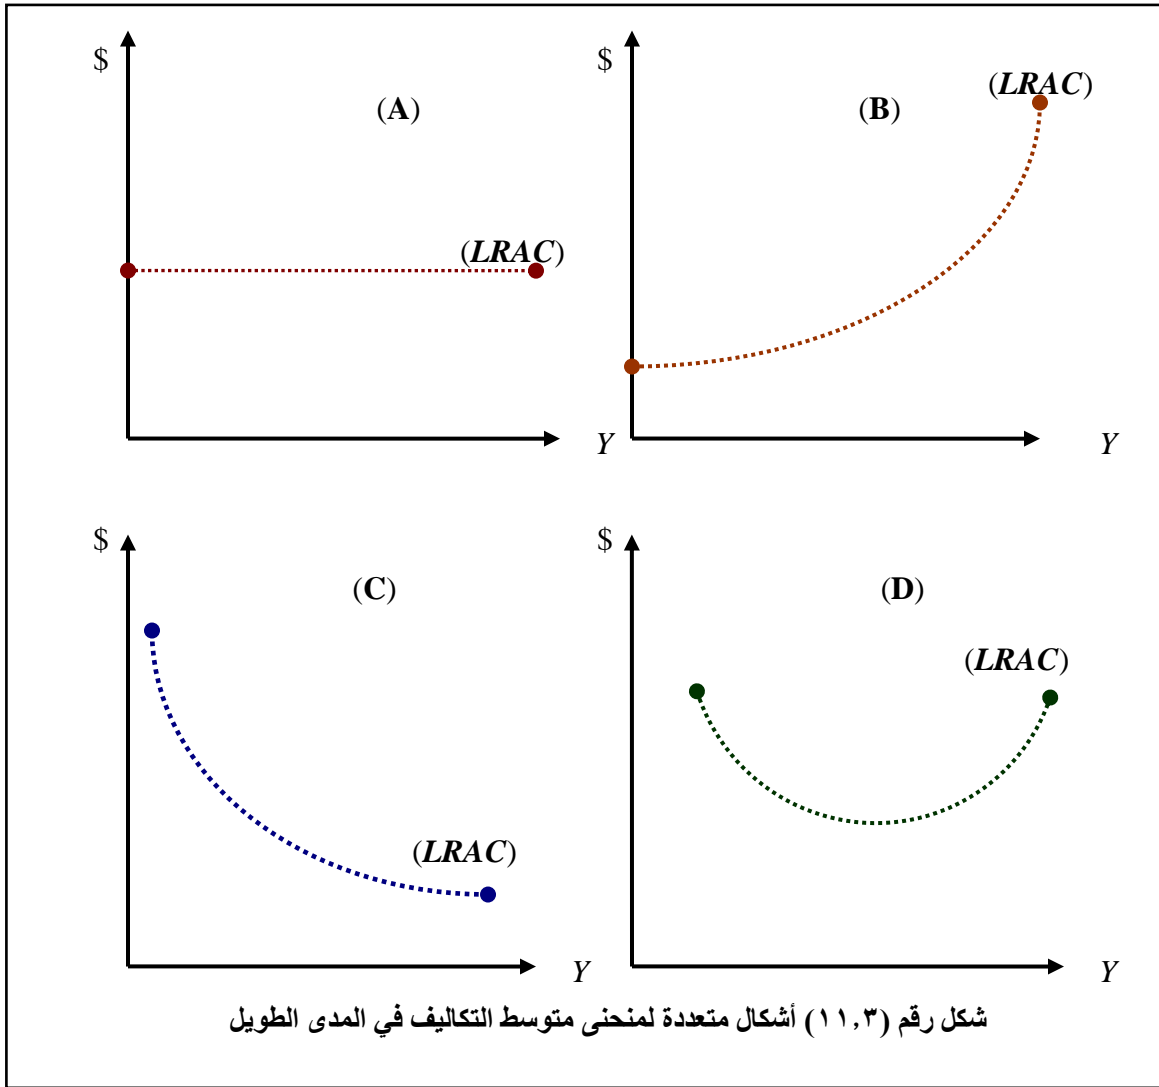 $
(A)
(LRAC)
Y
$
(B)
(LRAC)
Y
$
(C)
(LRAC)
Y
$
(D)
(LRAC)
Y
شكل رقم (١١,٣) أشكال متعددة لمنحنى متوسط التكاليف في المدى الطويل